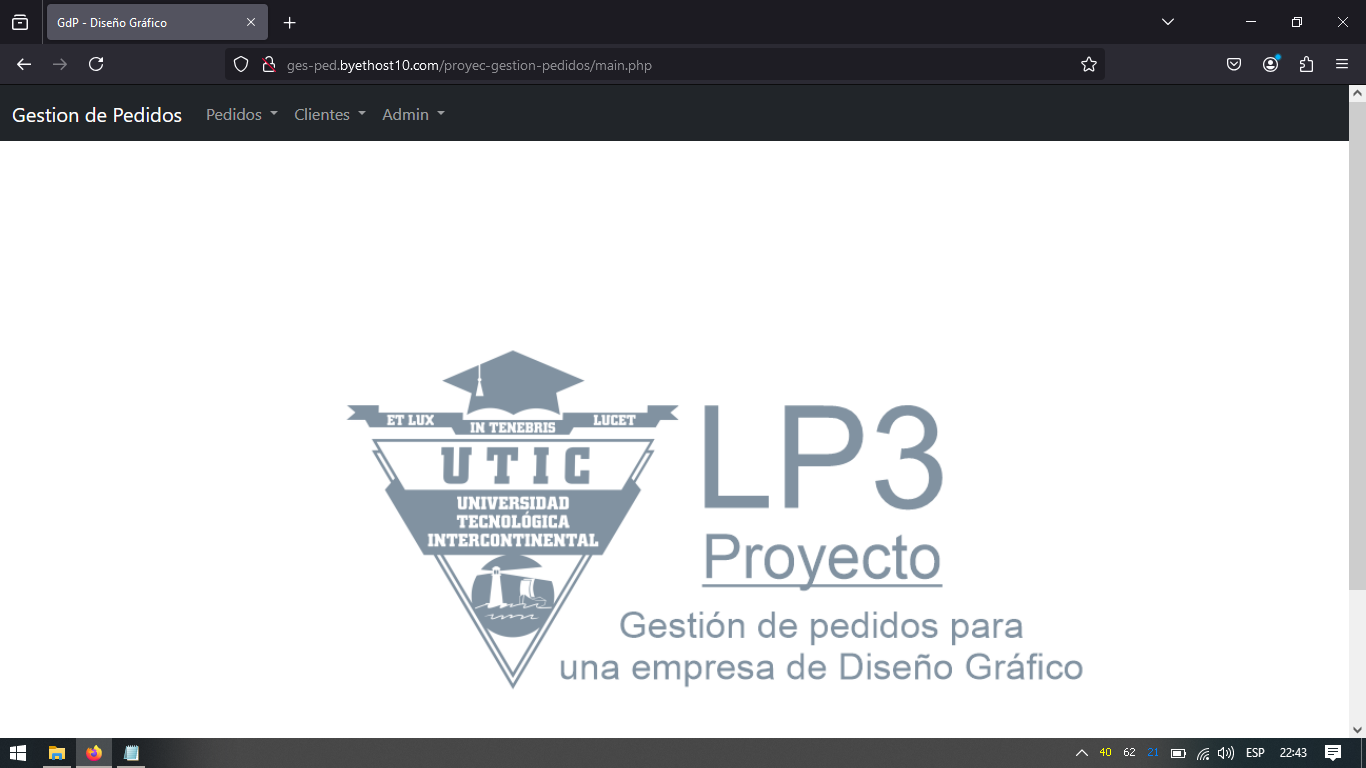 GdP - Diseño Gráfico
ges-ped.byethost10.com/proyec-gestion-pedidos/main.php
Gestion de Pedidos Pedidos Clientes Admin
ET LUX IN TENEBRIS LUCET
UTIC
UNIVERSIDAD
TECNOLÓGICA
INTERCONTINENTAL
LP3
Proyecto
Gestión de pedidos para
una empresa de Diseño Gráfico
40 62 21 ESP 22:43